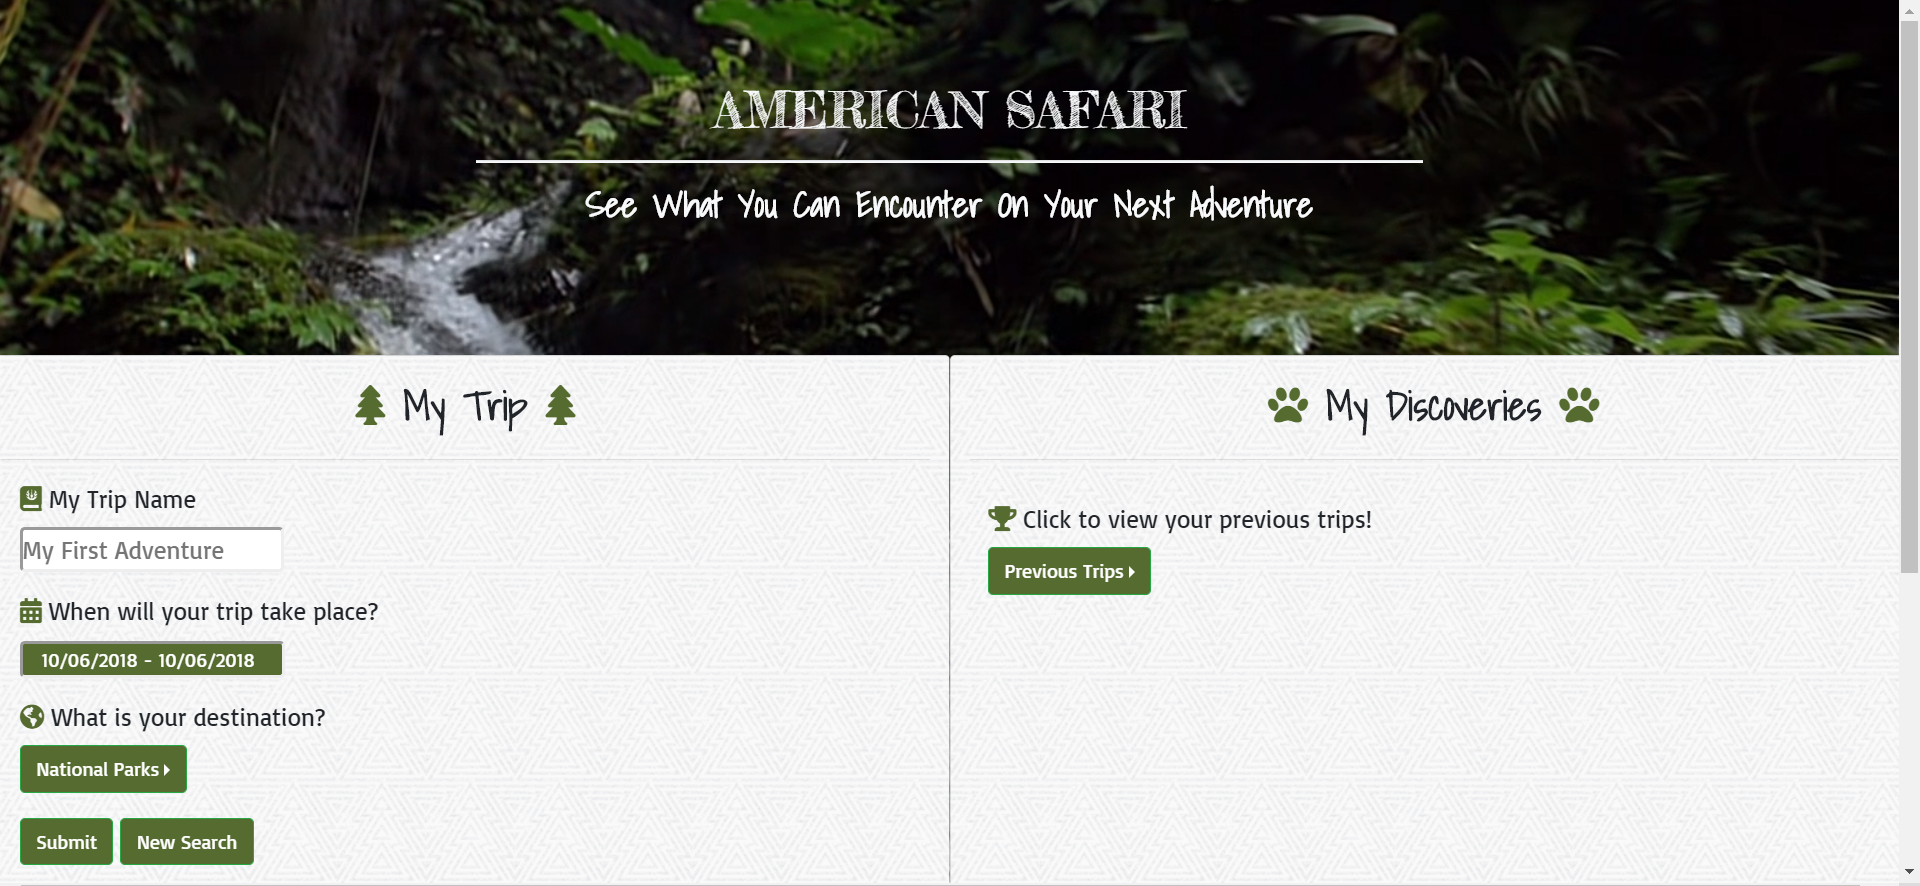 AMERICAN SAFARI
See What You Can Encounter On Your Next Adventure
My Trip
My Trip Name
My First Adventure
When will your trip take place?
10/06/2018 - 10/06/2018
What is your destination?
National Parks
Submit
New Search
My Discoveries
Click to view your previous trips!
Previous Trips